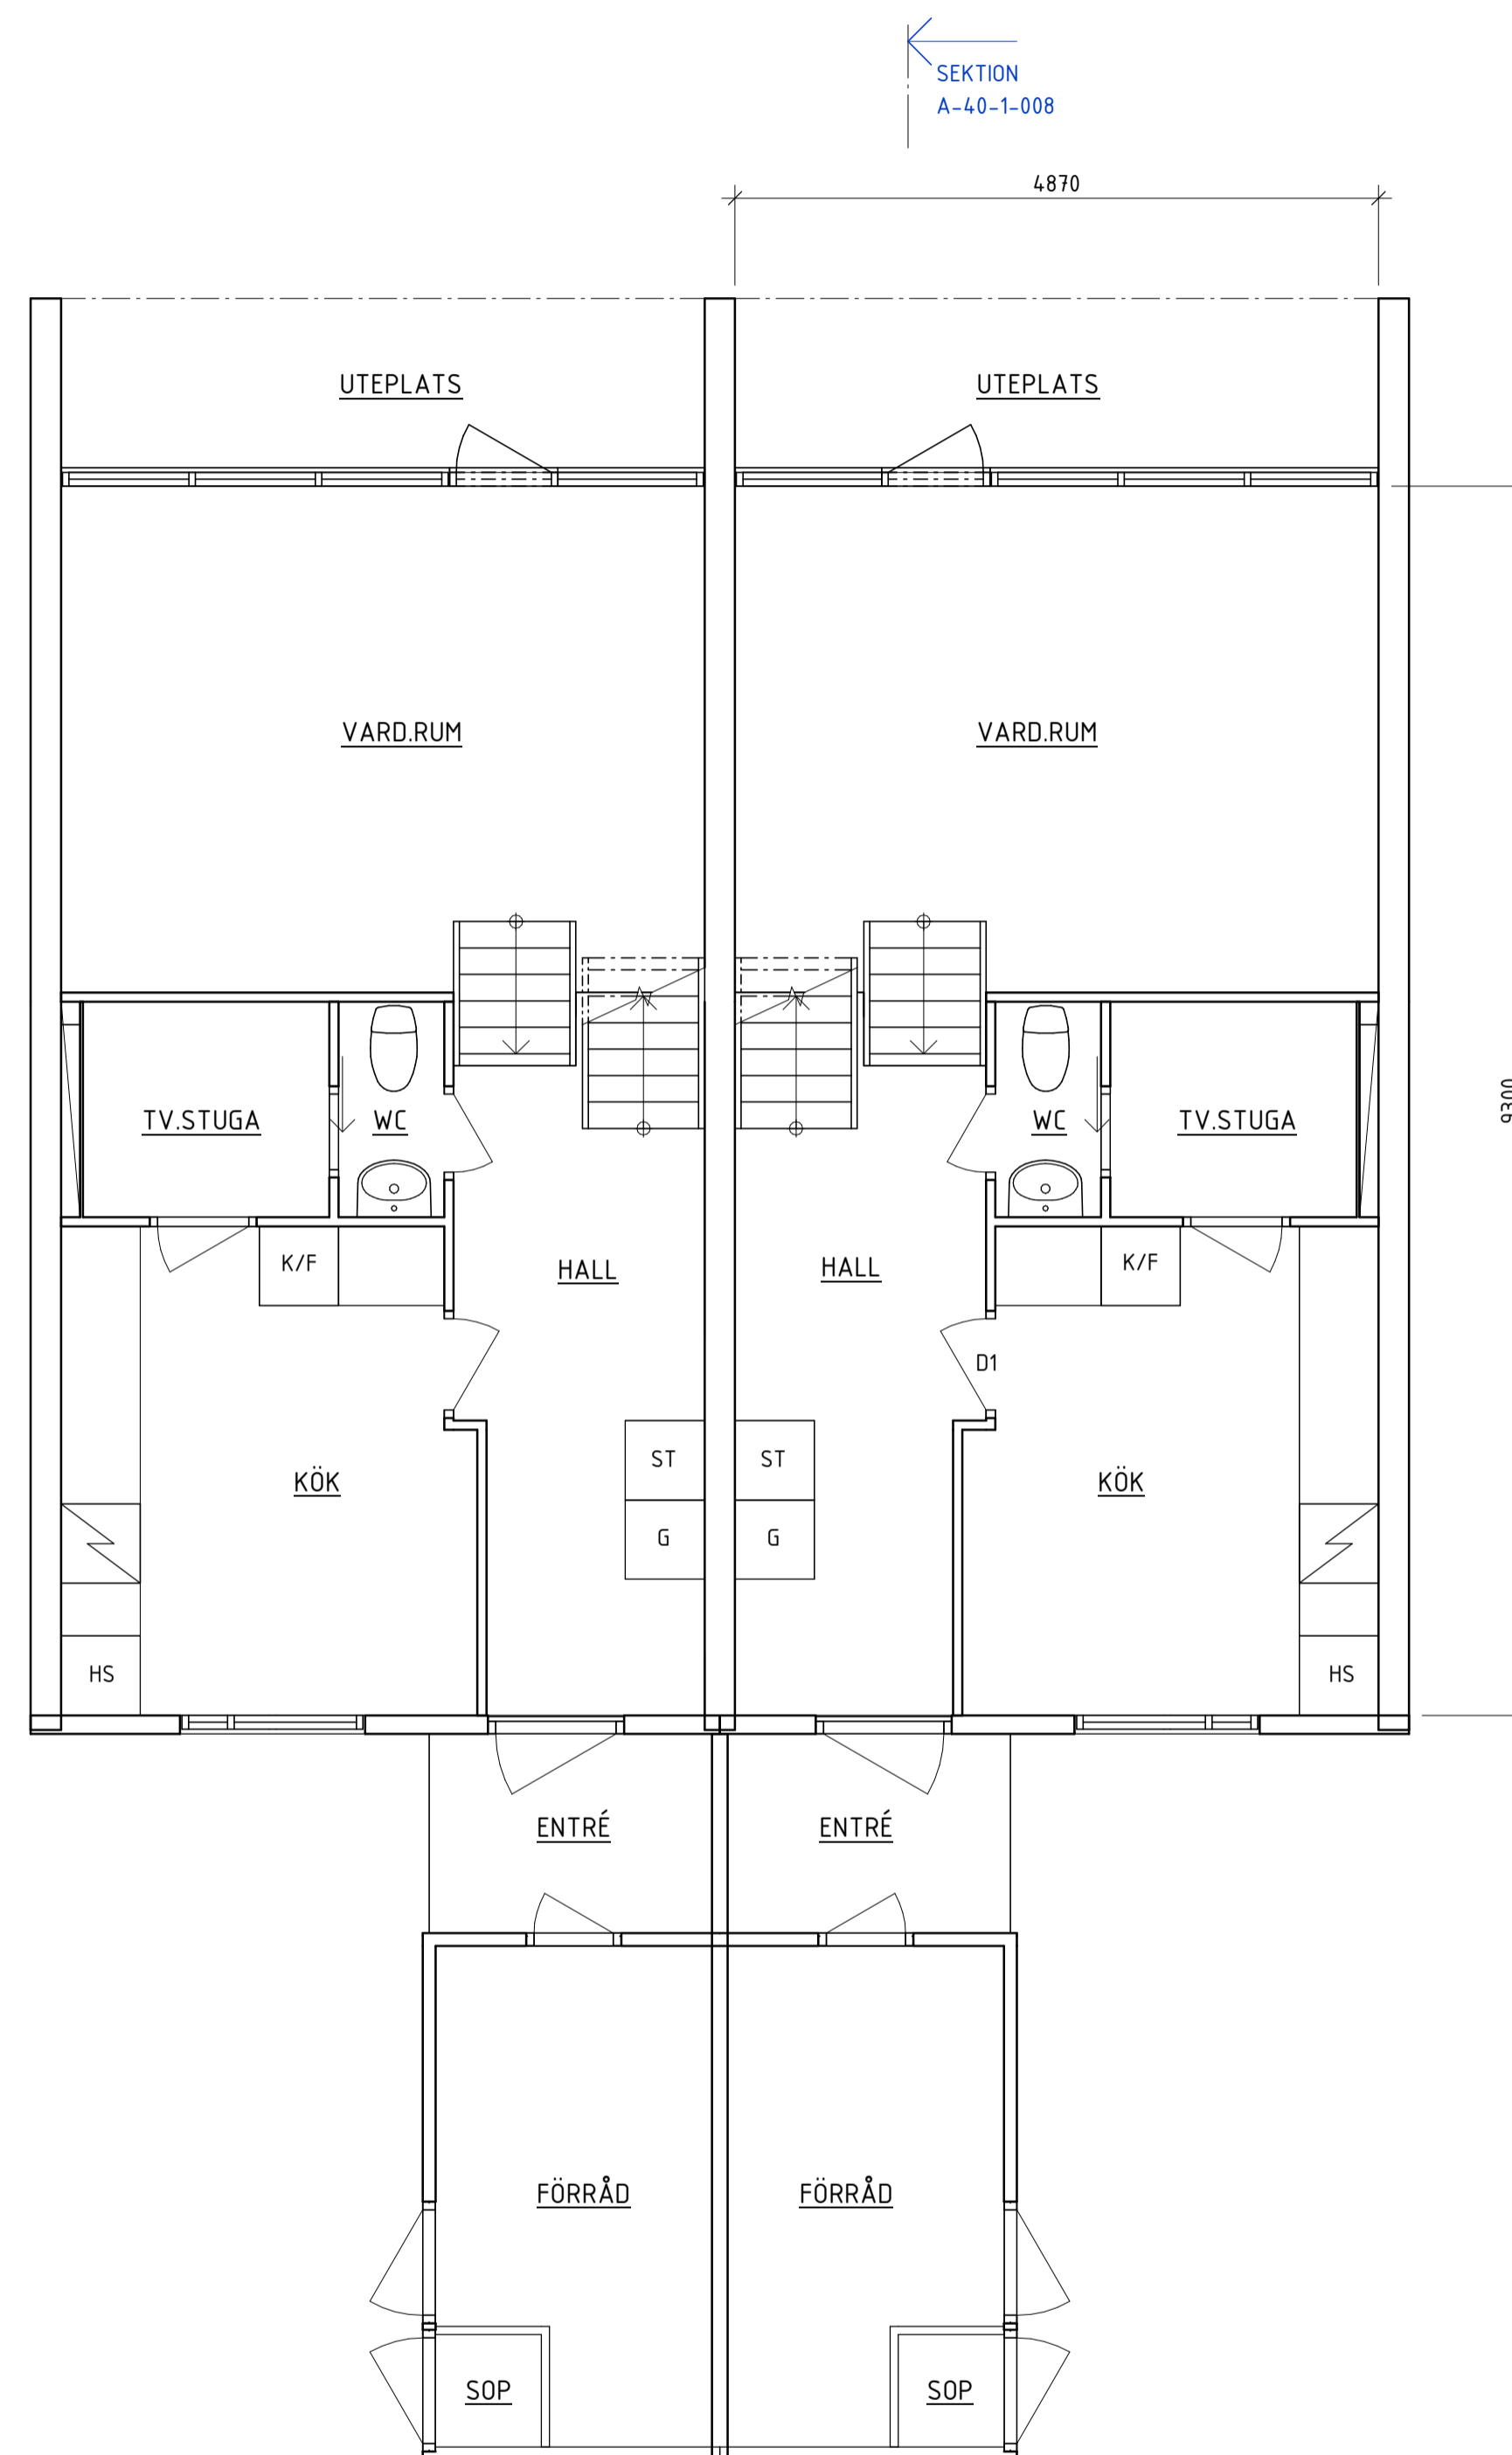 SEKTION
A-40-1-008
4870
UTEPLATS
UTEPLATS
VARD.RUM
VARD.RUM
9300
TV.STUGA
WC
WC
TV.STUGA
K/F
HALL
HALL
K/F
D1
ST
ST
KÖK
KÖK
G
G
HS
HS
ENTRÉ
ENTRÉ
FÖRRÅD
FÖRRÅD
SOP
SOP